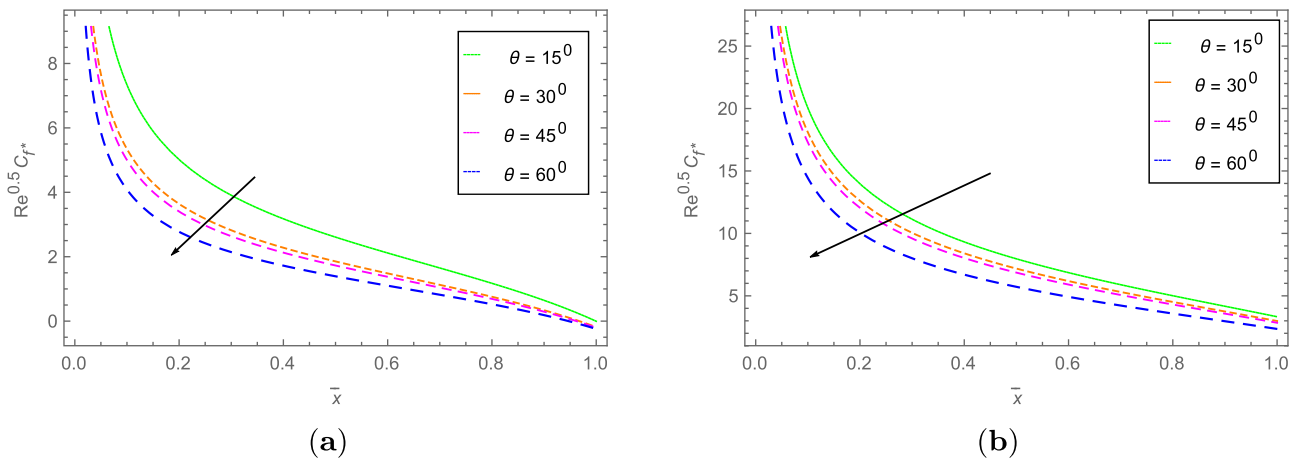 Re^0.5 C_f*
8
6
4
2
0
0.0 0.2 0.4 0.6 0.8 1.0
x̄
θ = 15^0
θ = 30^0
θ = 45^0
θ = 60^0
(a)
Re^0.5 C_f*
25
20
15
10
5
0.0 0.2 0.4 0.6 0.8 1.0
x̄
θ = 15^0
θ = 30^0
θ = 45^0
θ = 60^0
(b)